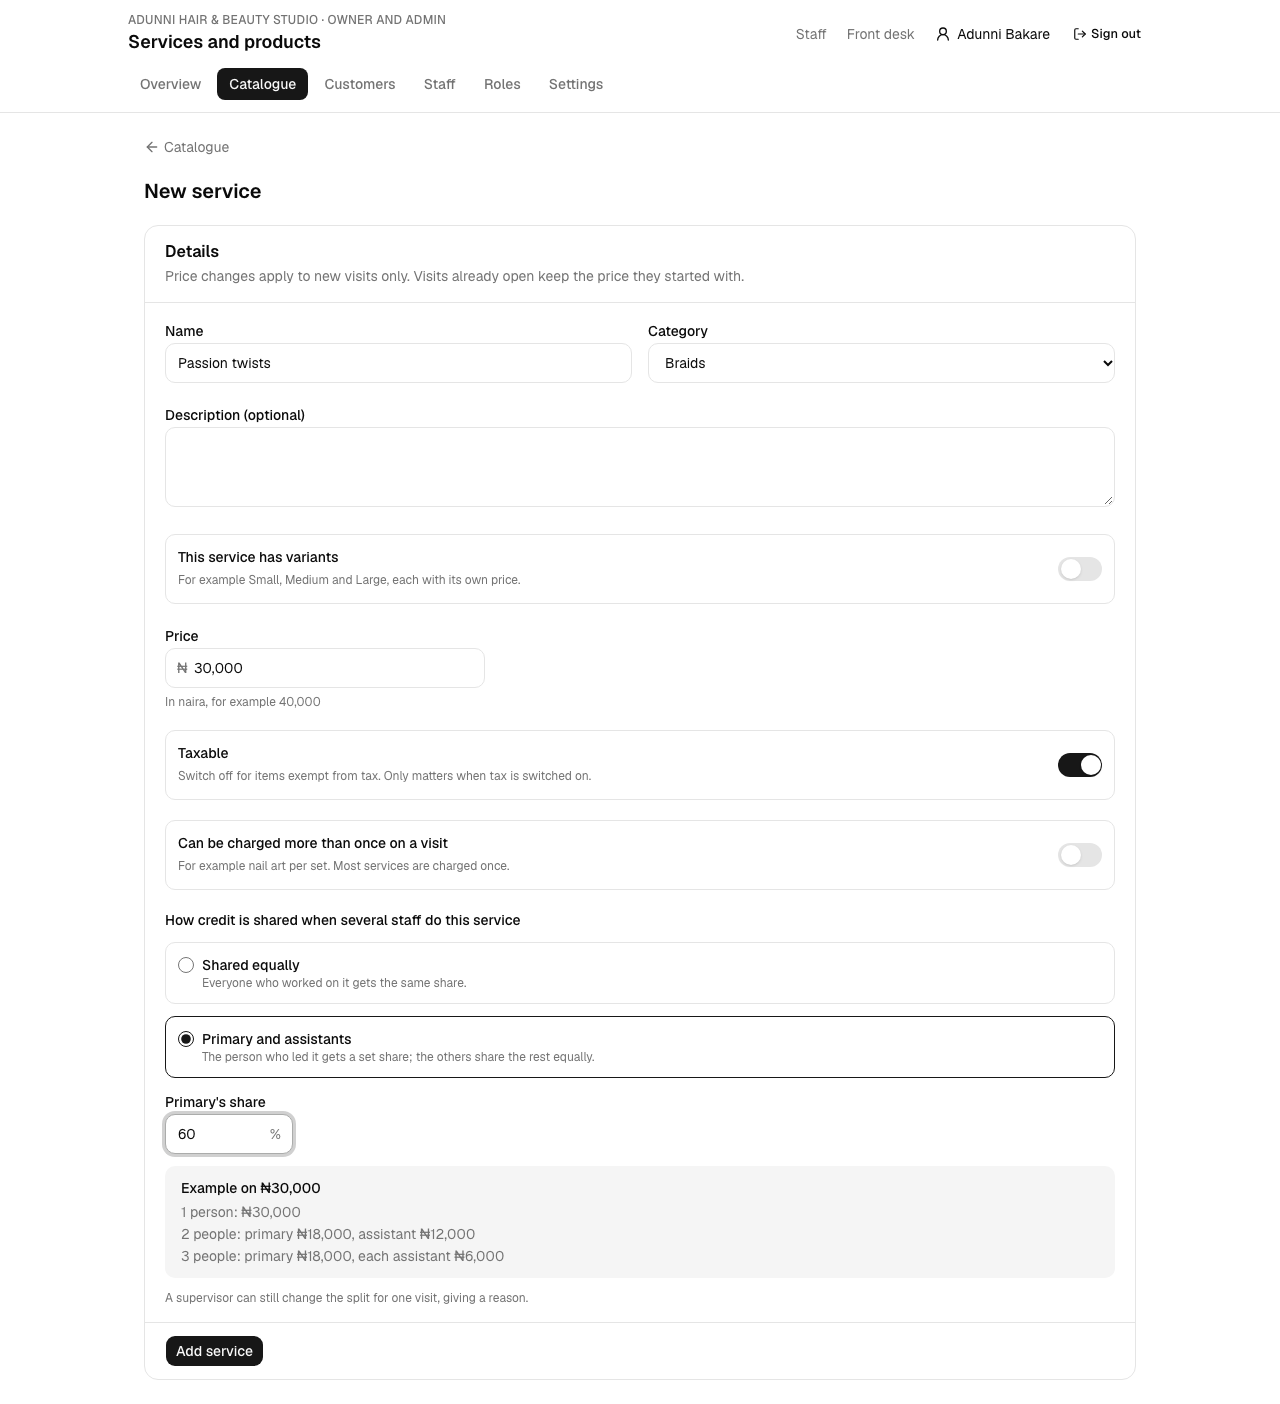 ADUNNI HAIR & BEAUTY STUDIO · OWNER AND ADMIN
Services and products
Staff
Front desk
Adunni Bakare
Sign out
Overview
Catalogue
Customers
Staff
Roles
Settings
Catalogue
New service
Details
Price changes apply to new visits only. Visits already open keep the price they started with.
Name
Category
Passion twists
Braids
Description (optional)
This service has variants
For example Small, Medium and Large, each with its own price.
Price
₦ 30,000
In naira, for example 40,000
Taxable
Switch off for items exempt from tax. Only matters when tax is switched on.
Can be charged more than once on a visit
For example nail art per set. Most services are charged once.
How credit is shared when several staff do this service
Shared equally
Everyone who worked on it gets the same share.
Primary and assistants
The person who led it gets a set share; the others share the rest equally.
Primary's share
60 %
Example on ₦30,000
1 person: ₦30,000
2 people: primary ₦18,000, assistant ₦12,000
3 people: primary ₦18,000, each assistant ₦6,000
A supervisor can still change the split for one visit, giving a reason.
Add service